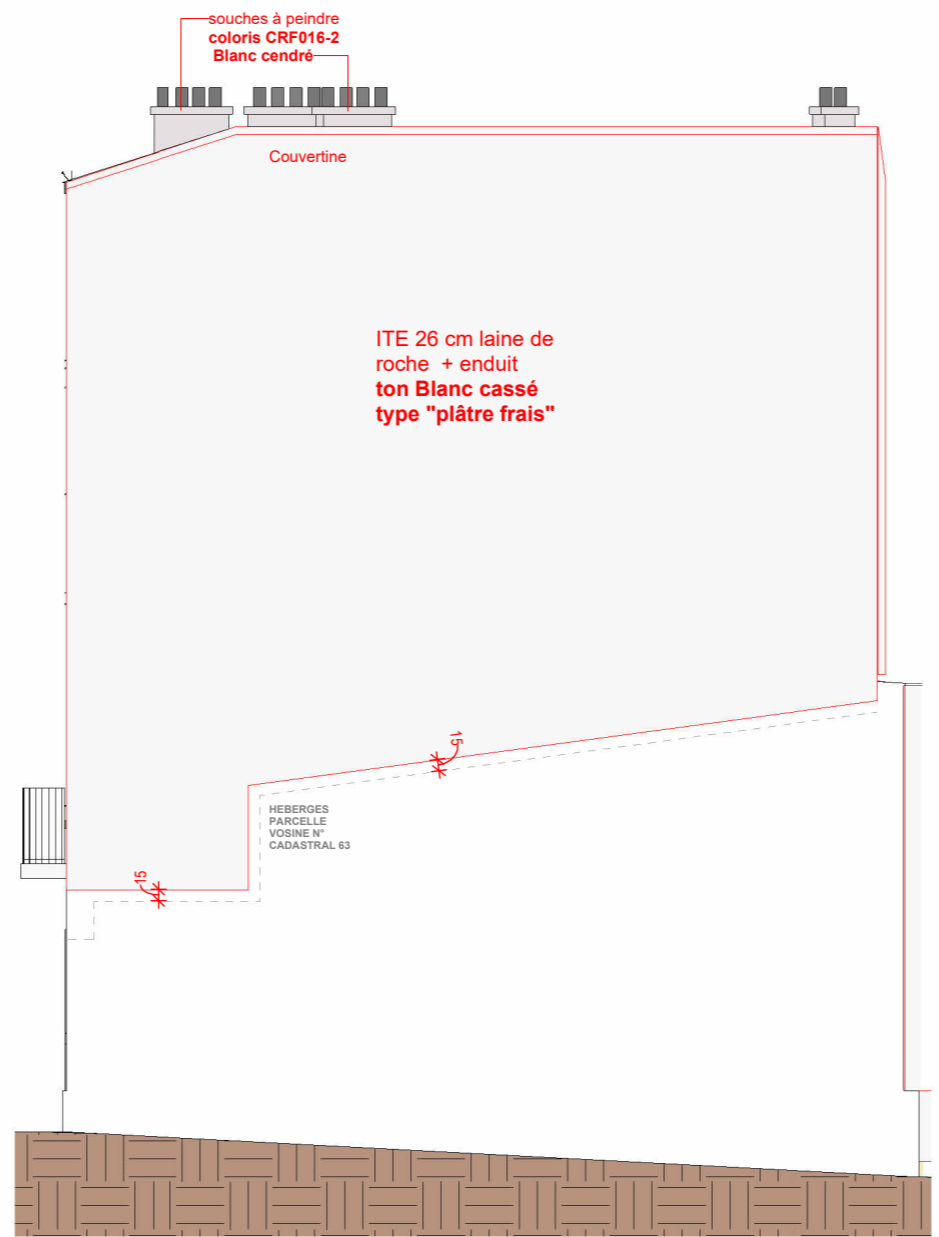 souches à peindre
coloris CRF016-2
Blanc cendré
Couvertine
ITE 26 cm laine de
roche + enduit
ton Blanc cassé
type "plâtre frais"
15
HEBERGES
PARCELLE
VOSINE N°
CADASTRAL 63
15